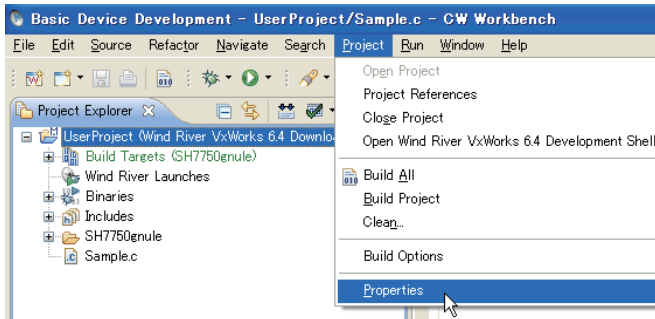 Basic Device Development - UserProject/Sample.c - CW Workbench
File Edit Source Refactor Navigate Search Project Run Window Help
Project Explorer
UserProject (Wind River VxWorks 6.4 Downlo
Build Targets (SH7750gnule)
Wind River Launches
Binaries
Includes
SH7750gnule
Sample.c
Open Project
Project References
Close Project
Open Wind River VxWorks 6.4 Development Shell
Build All
Build Project
Clean...
Build Options
Properties